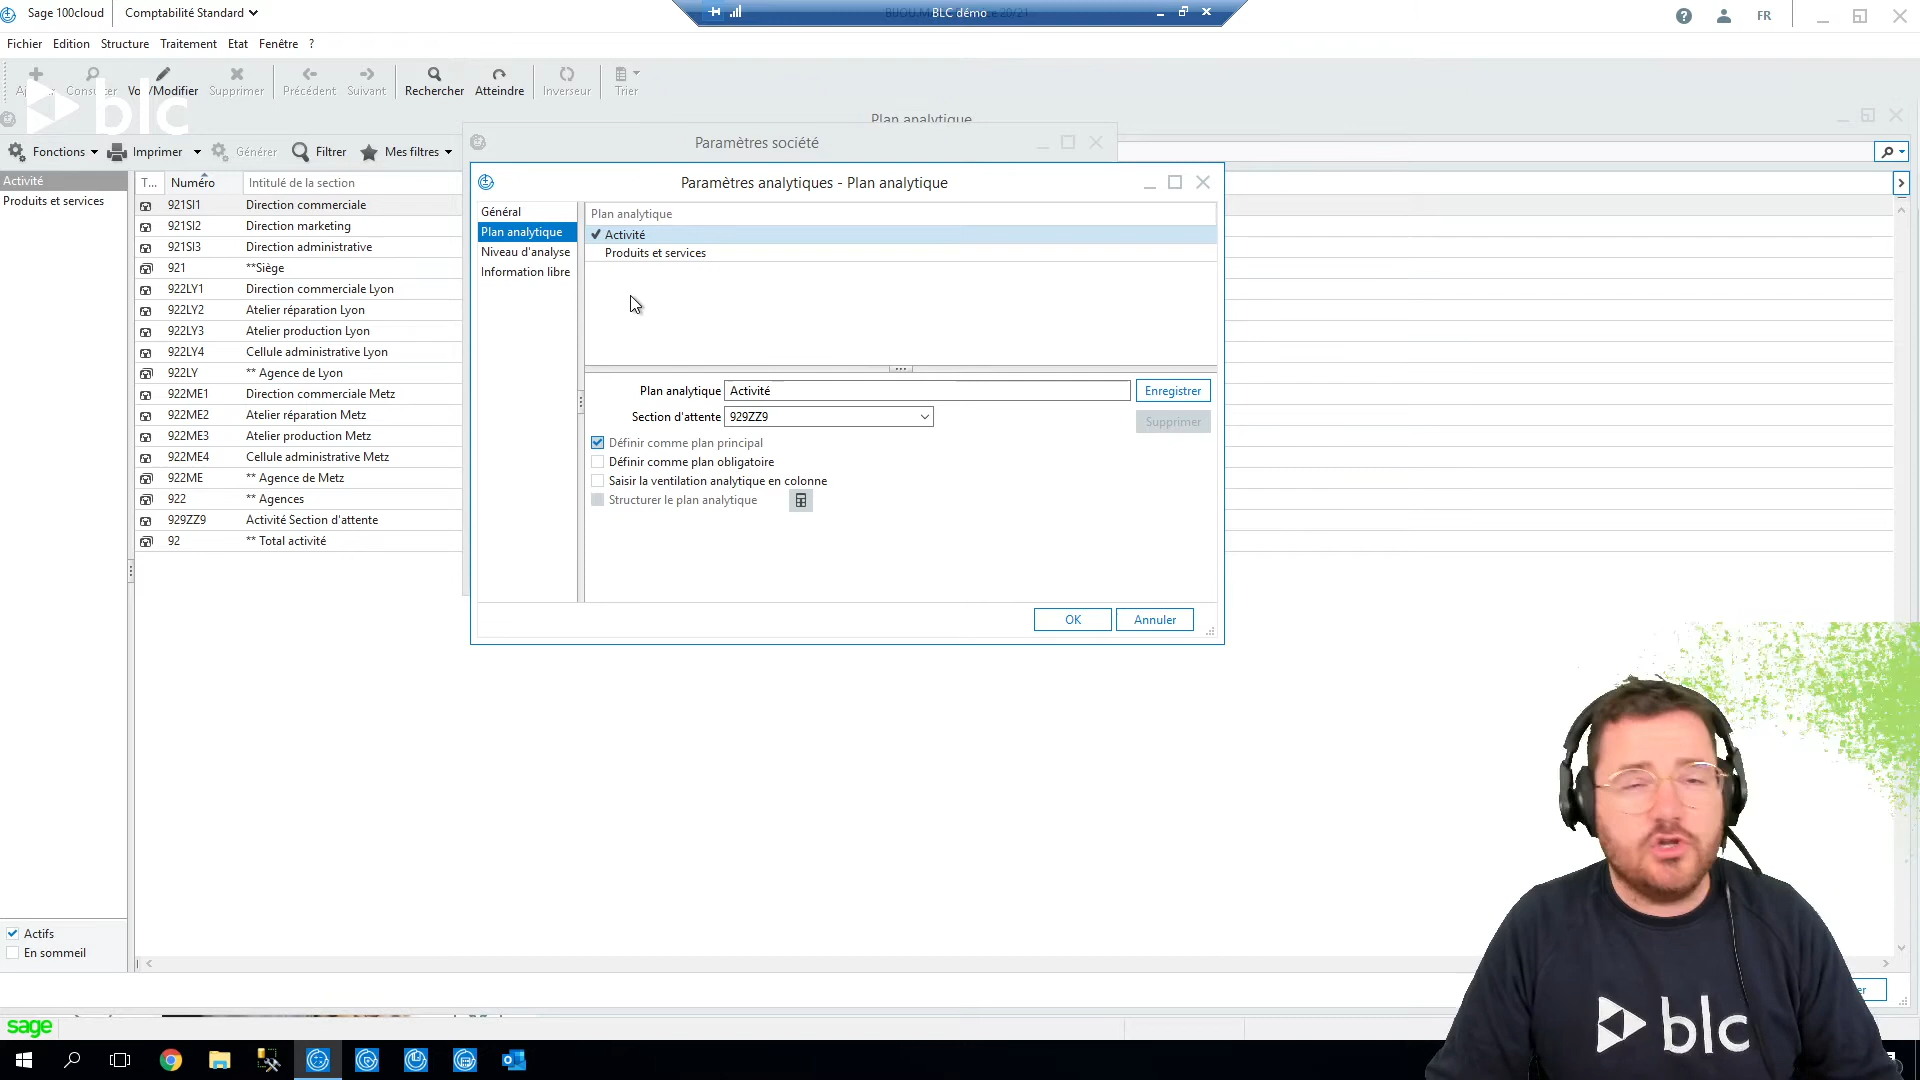 Sage 100cloud
Comptabilité Standard
BLC démo
FR
Fichier Edition Structure Traitement Etat Fenêtre ?
Consulter Voir/Modifier Supprimer Précédent Suivant Rechercher Atteindre Inverseur Trier
blc
Plan analytique
Fonctions Imprimer Générer Filtrer Mes filtres
Paramètres société
Activité
Produits et services
T... Numéro Intitulé de la section
921SI1 Direction commerciale
921SI2 Direction marketing
921SI3 Direction administrative
921 **Siège
922LY1 Direction commerciale Lyon
922LY2 Atelier réparation Lyon
922LY3 Atelier production Lyon
922LY4 Cellule administrative Lyon
922LY ** Agence de Lyon
922ME1 Direction commerciale Metz
922ME2 Atelier réparation Metz
922ME3 Atelier production Metz
922ME4 Cellule administrative Metz
922ME ** Agence de Metz
922 ** Agences
929ZZ9 Activité Section d'attente
92 ** Total activité
Paramètres analytiques - Plan analytique
Général
Plan analytique
Niveau d'analyse
Information libre
Plan analytique
Activité
Produits et services
Plan analytique Activité Enregistrer
Section d'attente 929ZZ9 Supprimer
Définir comme plan principal
Définir comme plan obligatoire
Saisir la ventilation analytique en colonne
Structurer le plan analytique
OK Annuler
Actifs
En sommeil
sage
blc